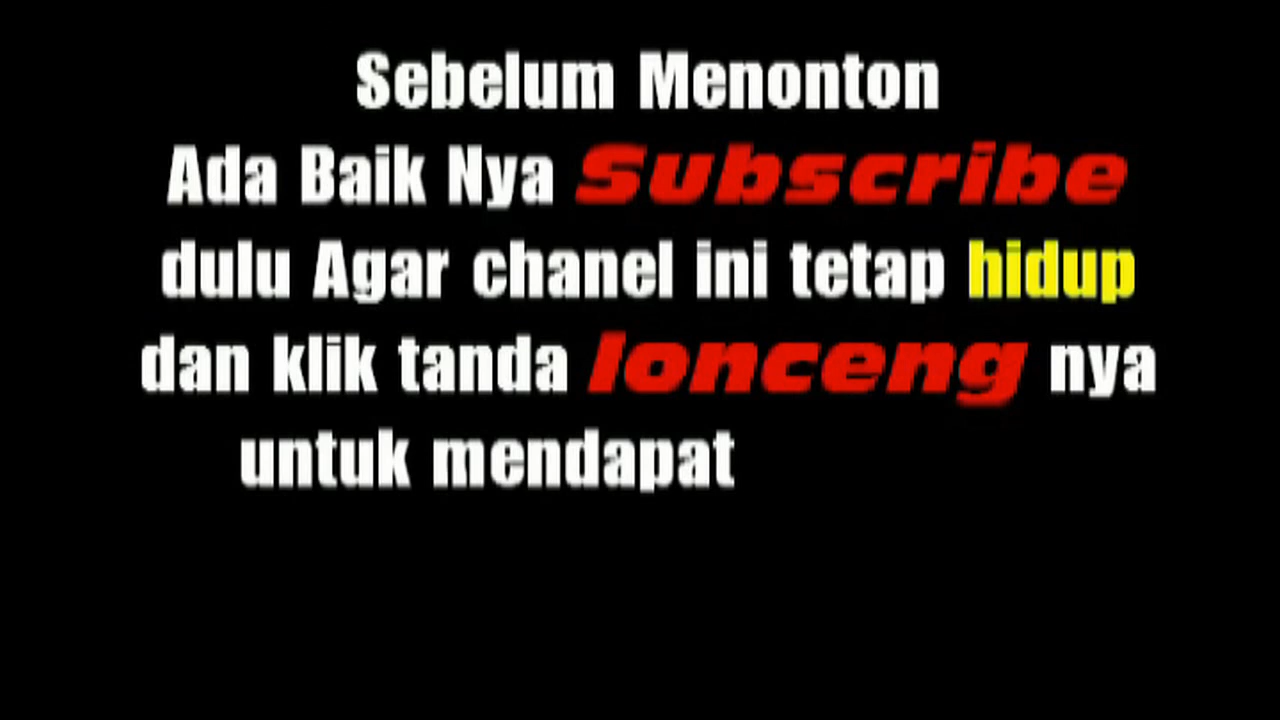 Sebelum Menonton
Ada Baik Nya Subscribe
dulu Agar chanel ini tetap hidup
dan klik tanda lonceng nya
untuk mendapat